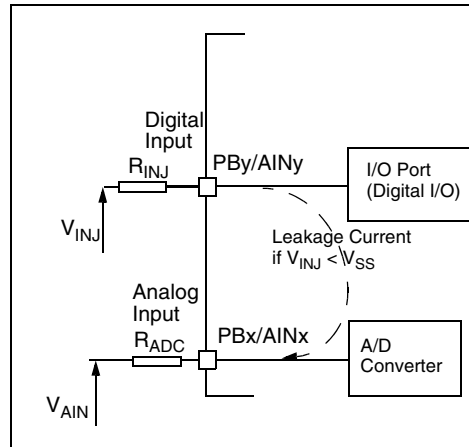 Digital
Input
R_INJ
PBy/AINy
I/O Port
(Digital I/O)
V_INJ
Leakage Current
if V_INJ < V_SS
Analog
Input
R_ADC
PBx/AINx
A/D
Converter
V_AIN